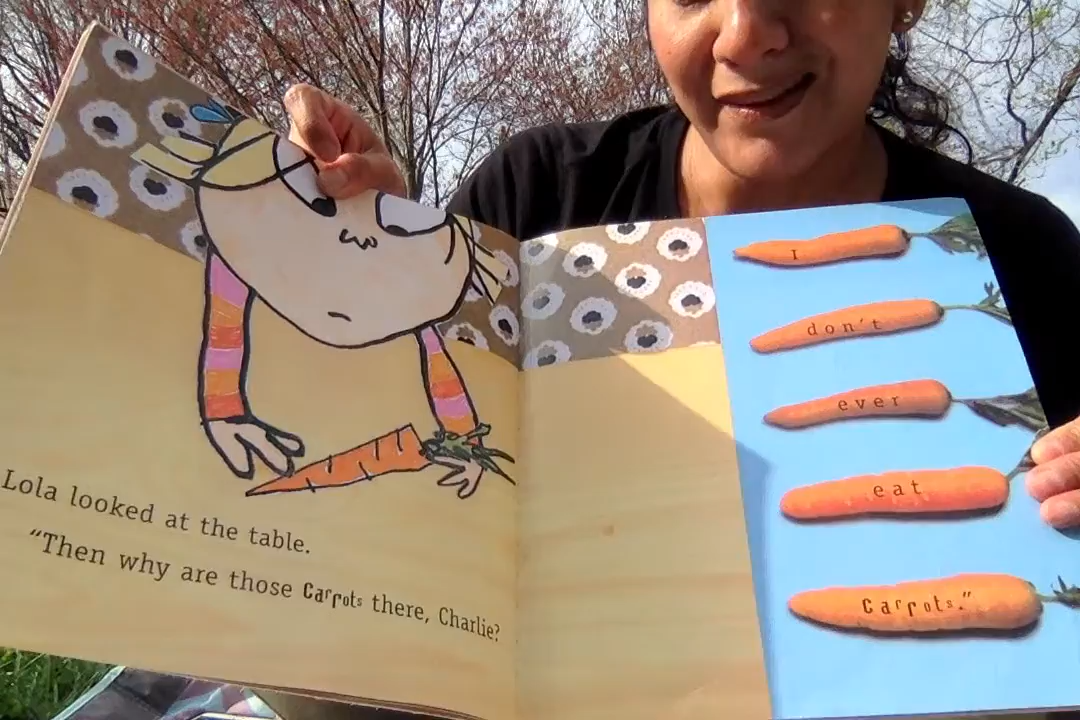 Lola looked at the table.
"Then why are those Carrots there, Charlie?
I
don't
ever
eat
Carrots."